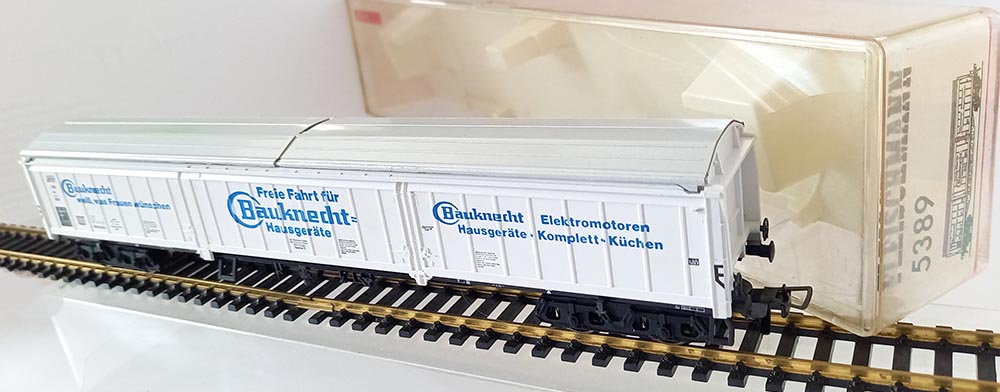 Bauknecht
weiß, was Frauen wünschen
Freie Fahrt für
Bauknecht
Hausgeräte
Bauknecht Elektromotoren
Hausgeräte · Komplett-Küchen
FLEISCHMANN
5389